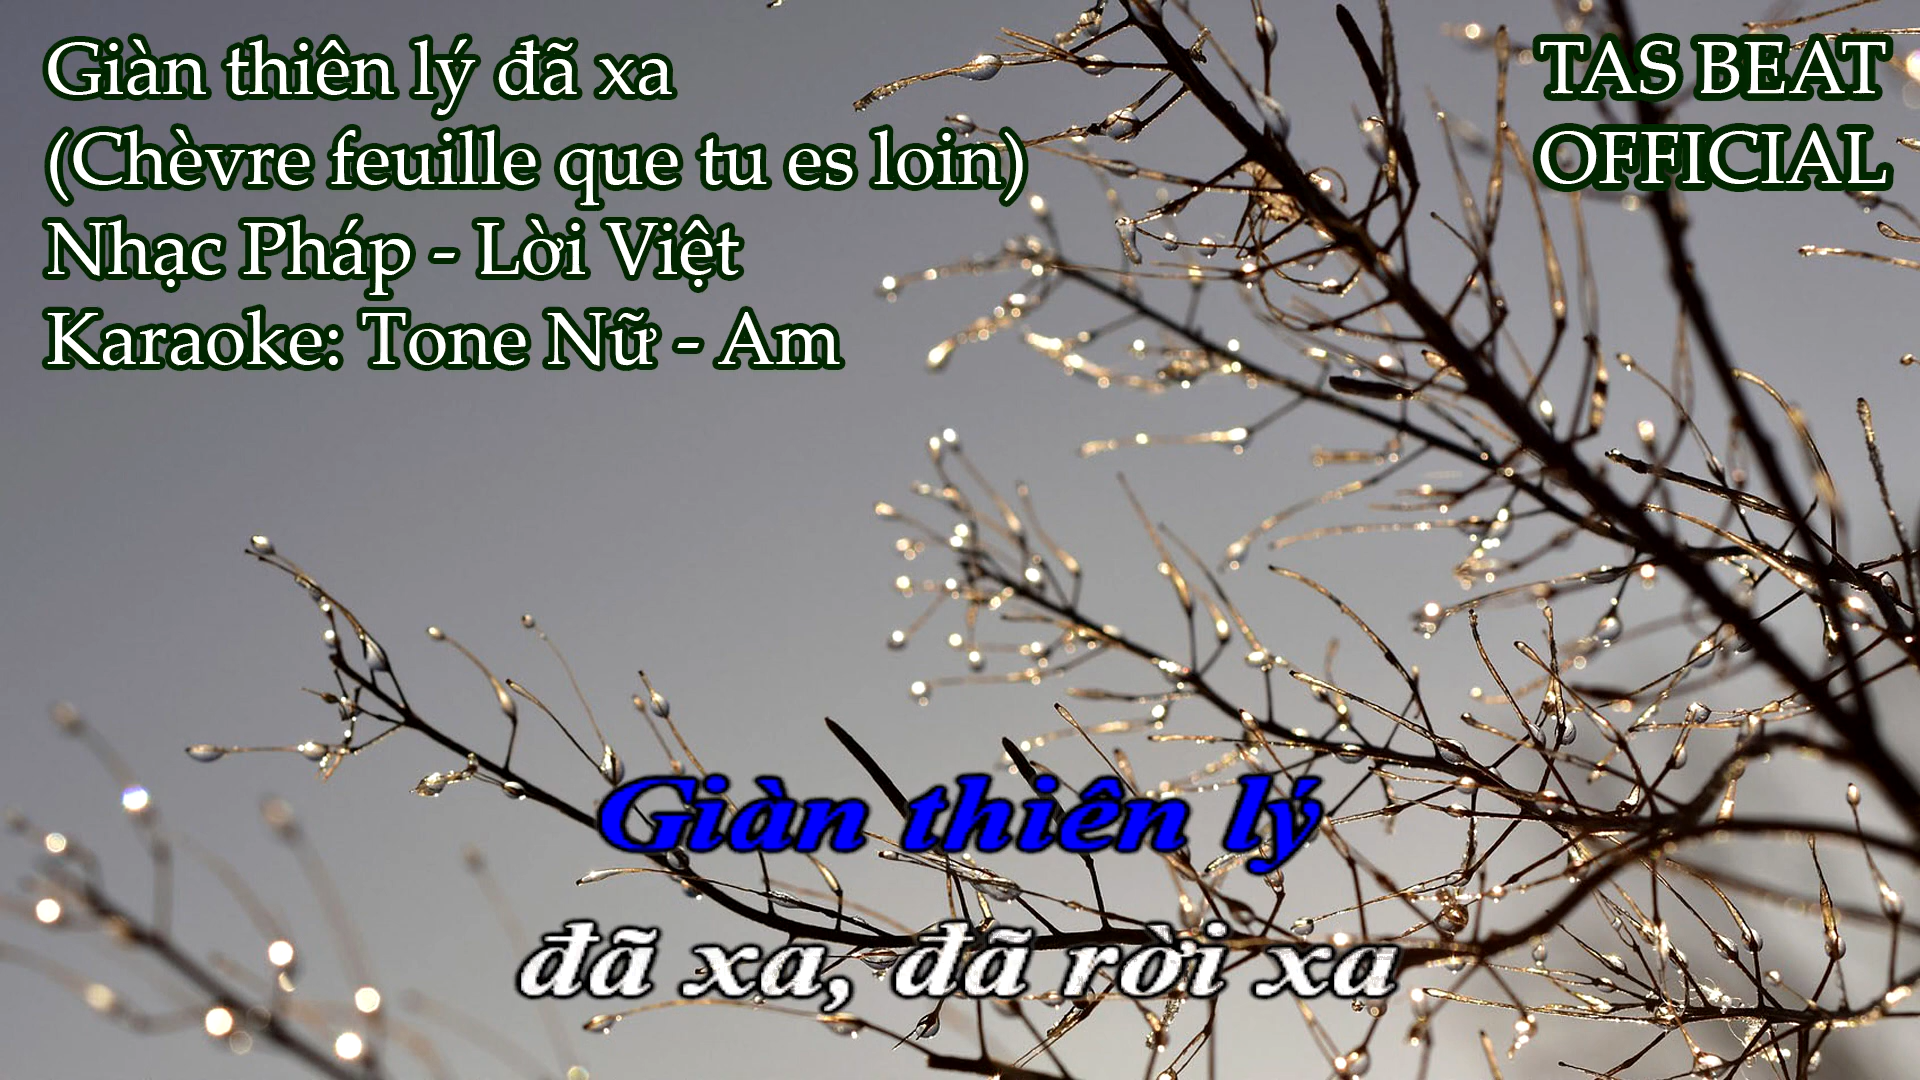 Giàn thiên lý đã xa
(Chèvre feuille que tu es loin)
Nhạc Pháp - Lời Việt
Karaoke: Tone Nữ - Am
TAS BEAT
OFFICIAL
Giàn thiên lý
đã xa, đã rời xa